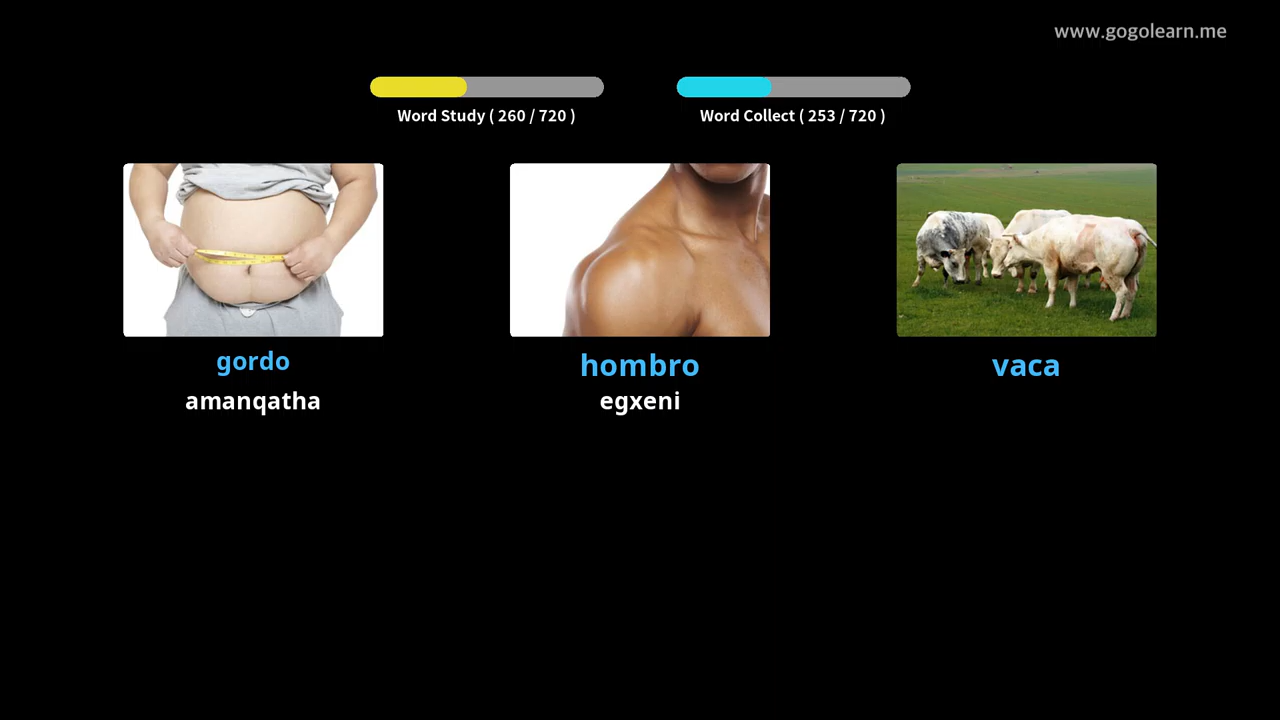 www.gogolearn.me
Word Study ( 260 / 720 )
Word Collect ( 253 / 720 )
gordo
amanqatha
hombro
egxeni
vaca